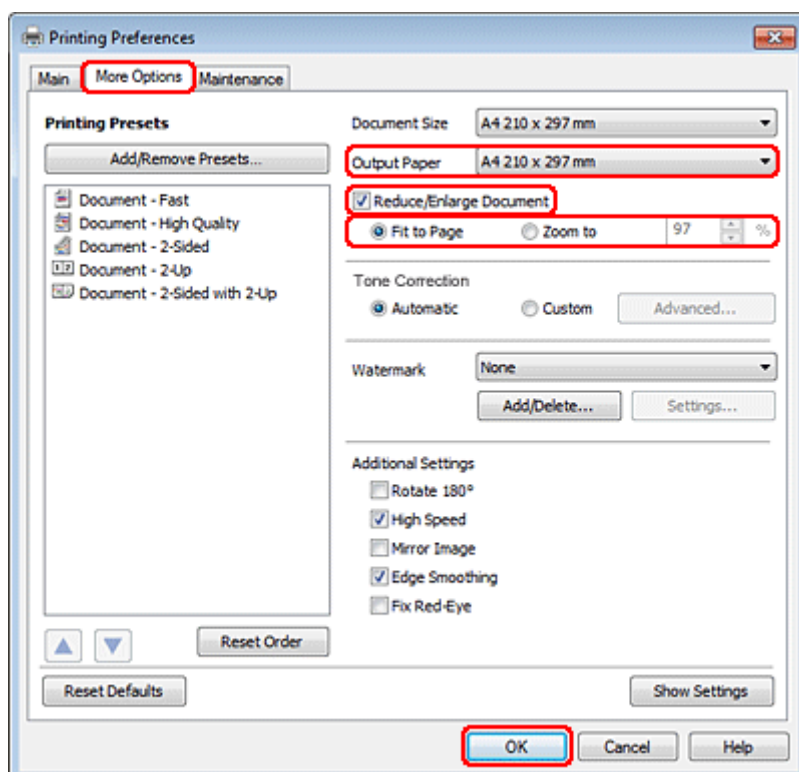 Printing Preferences
Main More Options Maintenance
Printing Presets
Add/Remove Presets...
Document - Fast
Document - High Quality
Document - 2-Sided
1 2 Document - 2-Up
Document - 2-Sided with 2-Up
Reset Order
Document Size A4 210 x 297 mm
Output Paper A4 210 x 297 mm
Reduce/Enlarge Document
Fit to Page Zoom to 97 %
Tone Correction
Automatic Custom Advanced...
Watermark None
Add/Delete... Settings...
Additional Settings
Rotate 180°
High Speed
Mirror Image
Edge Smoothing
Fix Red-Eye
Reset Defaults Show Settings
OK Cancel Help